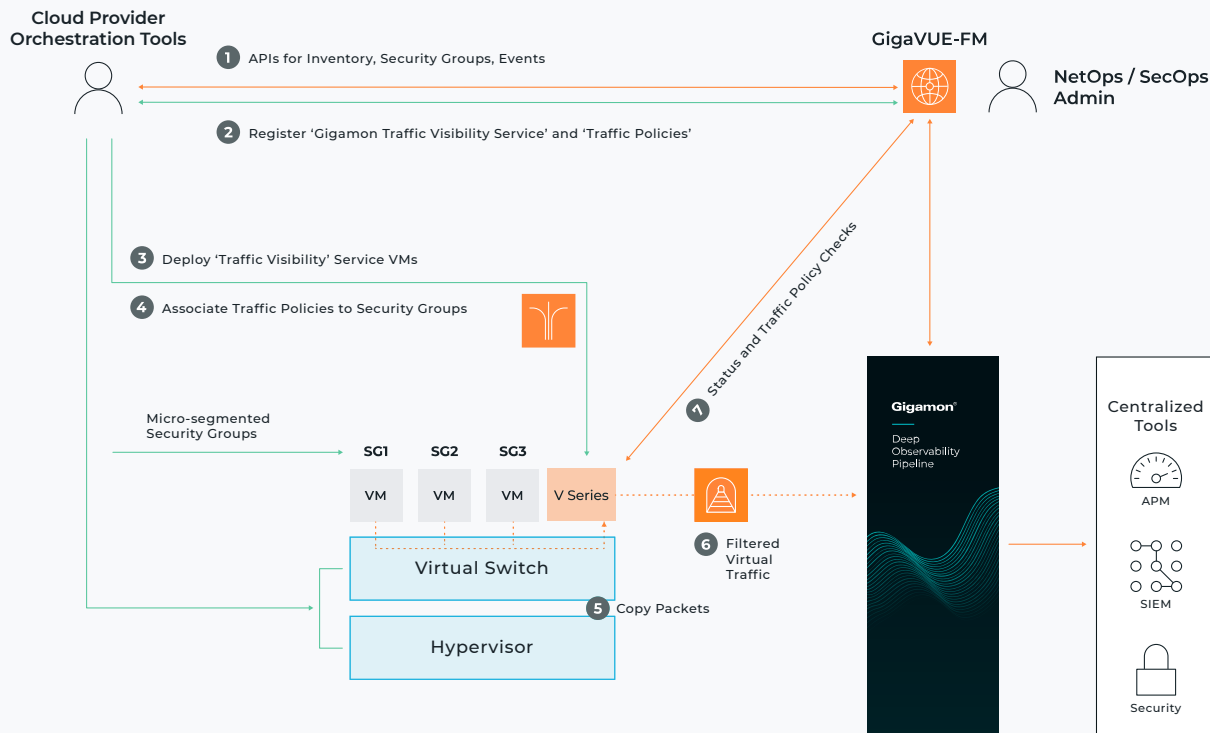 Cloud Provider
Orchestration Tools
GigaVUE-FM
NetOps / SecOps
Admin
1 APIs for Inventory, Security Groups, Events
2 Register ‘Gigamon Traffic Visibility Service’ and ‘Traffic Policies’
3 Deploy ‘Traffic Visibility’ Service VMs
4 Associate Traffic Policies to Security Groups
7 Status and Traffic Policy Checks
Micro-segmented
Security Groups
SG1 SG2 SG3
VM VM VM V Series
6 Filtered
Virtual
Traffic
Virtual Switch
5 Copy Packets
Hypervisor
Gigamon®
Deep
Observability
Pipeline
Centralized
Tools
APM
SIEM
Security